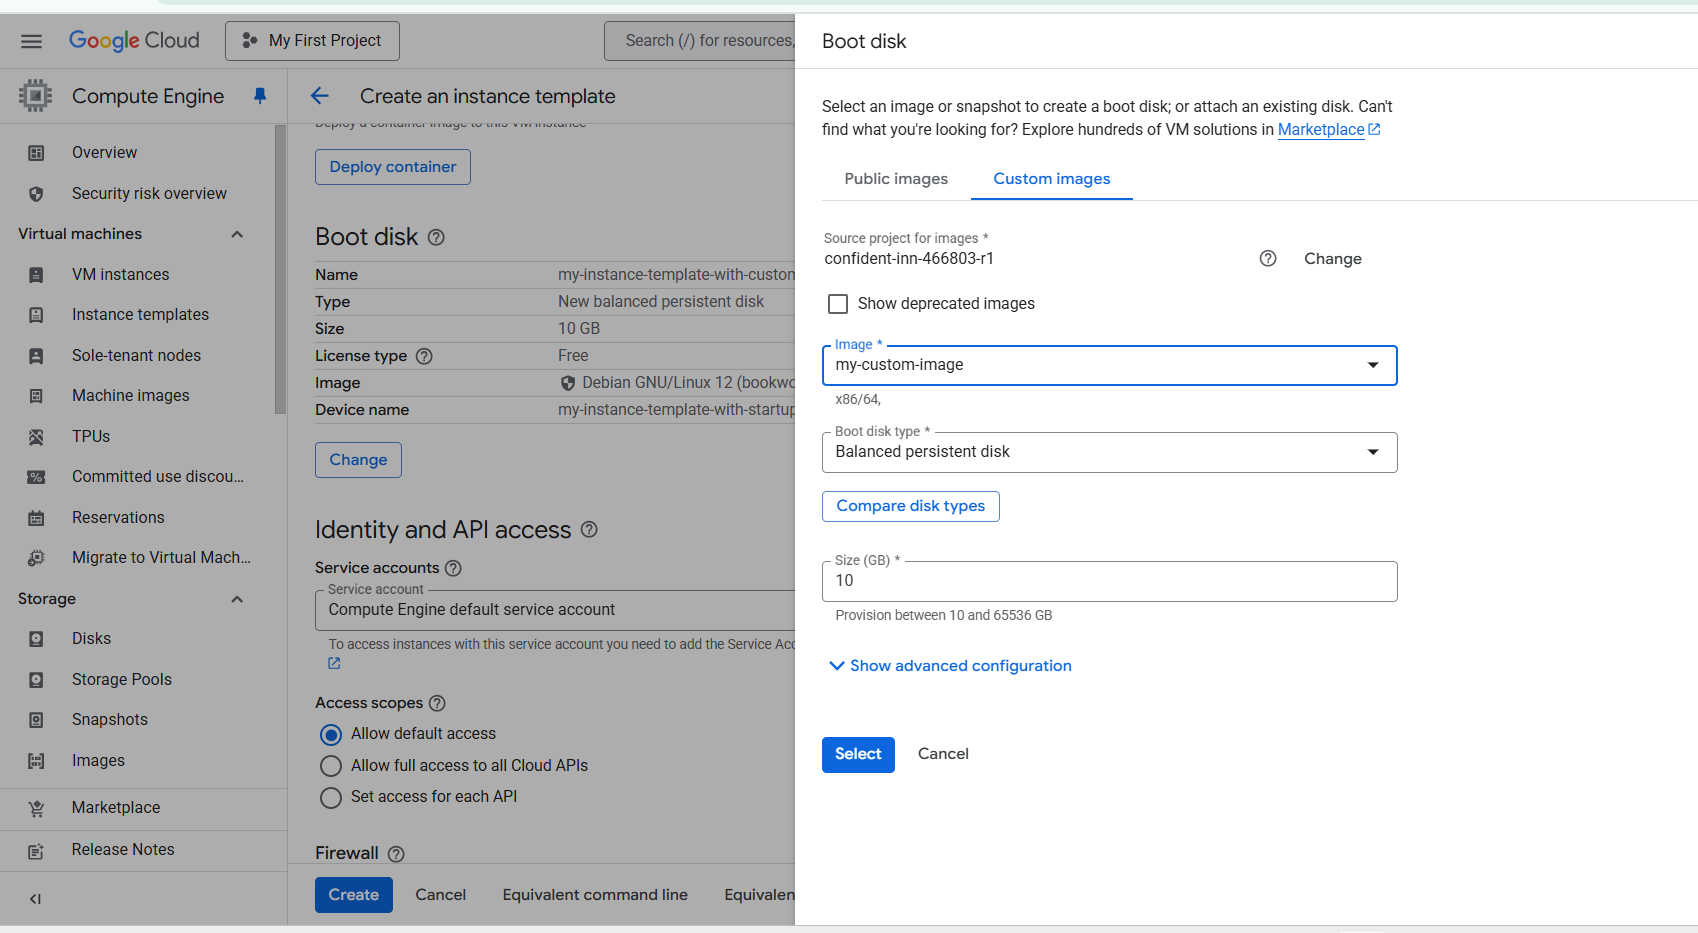 Google Cloud
My First Project
Search (/) for resources,
Compute Engine
Overview
Security risk overview
Virtual machines
VM instances
Instance templates
Sole-tenant nodes
Machine images
TPUs
Committed use discou...
Reservations
Migrate to Virtual Mach...
Storage
Disks
Storage Pools
Snapshots
Images
Marketplace
Release Notes
Create an instance template
Deploy a container image to this VM instance
Deploy container
Boot disk
Name my-instance-template-with-custom
Type New balanced persistent disk
Size 10 GB
License type Free
Image Debian GNU/Linux 12 (bookwo
Device name my-instance-template-with-startup
Change
Identity and API access
Service accounts
Service account
Compute Engine default service account
To access instances with this service account you need to add the Service Acc
Access scopes
Allow default access
Allow full access to all Cloud APIs
Set access for each API
Firewall
Create Cancel Equivalent command line Equivalen
Boot disk
Select an image or snapshot to create a boot disk; or attach an existing disk. Can't
find what you're looking for? Explore hundreds of VM solutions in Marketplace
Public images Custom images
Source project for images *
confident-inn-466803-r1 Change
Show deprecated images
Image *
my-custom-image
x86/64,
Boot disk type *
Balanced persistent disk
Compare disk types
Size (GB) *
10
Provision between 10 and 65536 GB
Show advanced configuration
Select Cancel